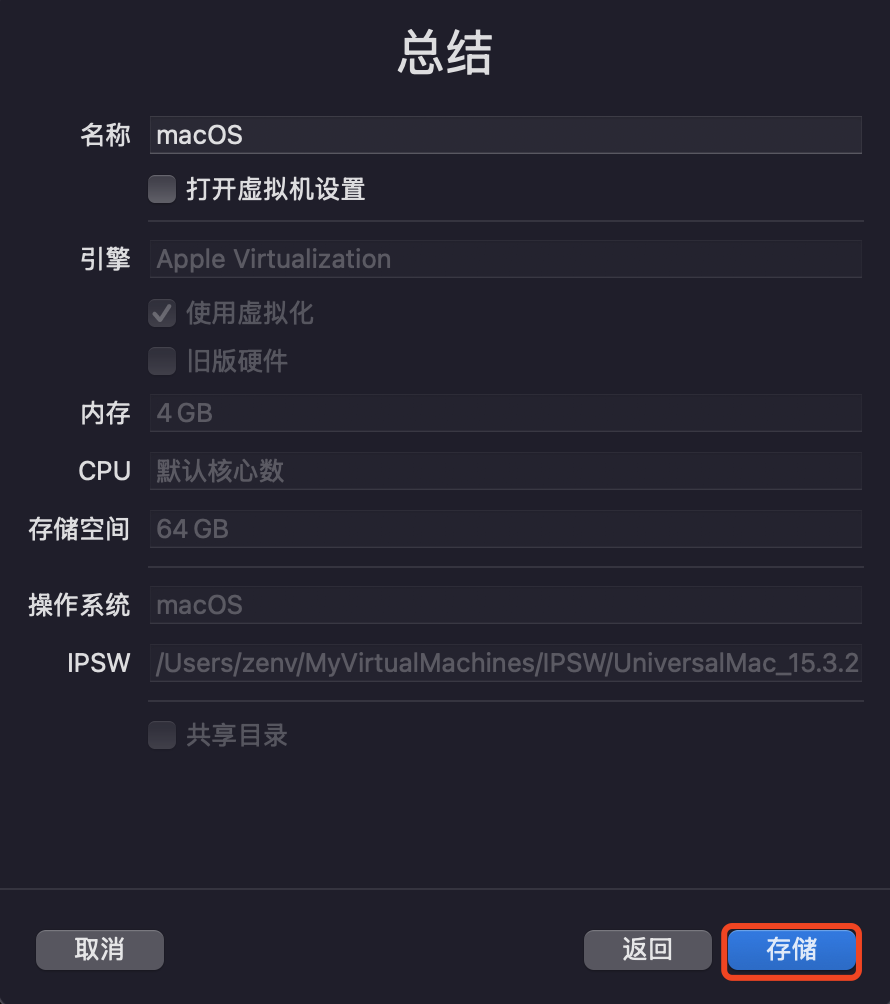 总结
名称 macOS
打开虚拟机设置
引擎 Apple Virtualization
使用虚拟化
旧版硬件
内存 4 GB
CPU 默认核心数
存储空间 64 GB
操作系统 macOS
IPSW /Users/zenv/MyVirtualMachines/IPSW/UniversalMac_15.3.2
共享目录
取消 返回 存储